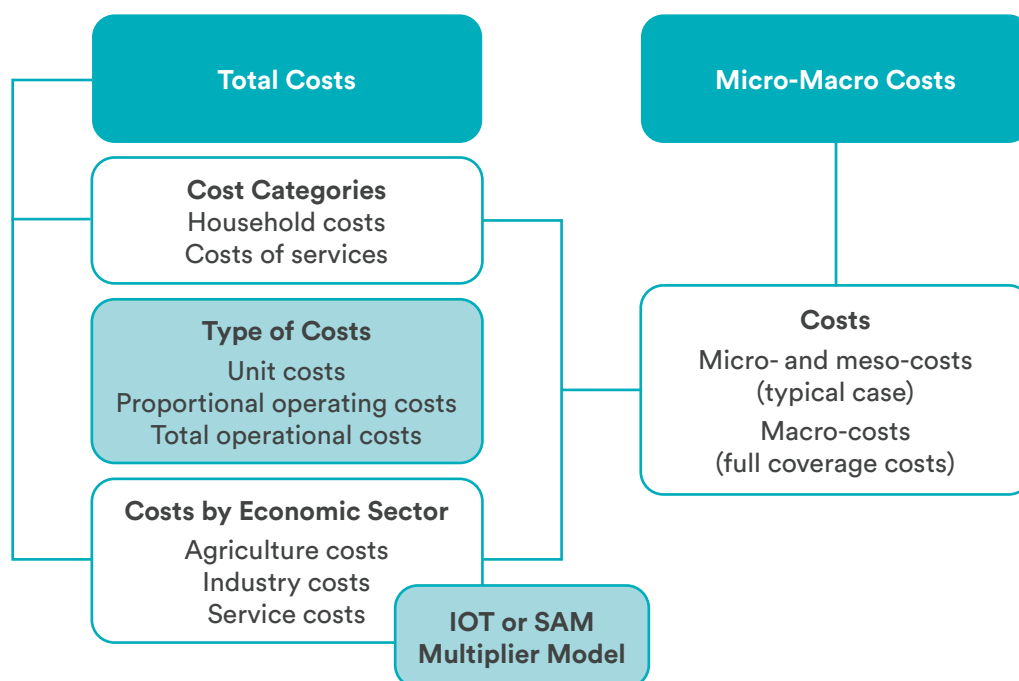 Total Costs
Cost Categories
Household costs
Costs of services
Type of Costs
Unit costs
Proportional operating costs
Total operational costs
Costs by Economic Sector
Agriculture costs
Industry costs
Service costs
IOT or SAM
Multiplier Model
Micro-Macro Costs
Costs
Micro- and meso-costs
(typical case)
Macro-costs
(full coverage costs)